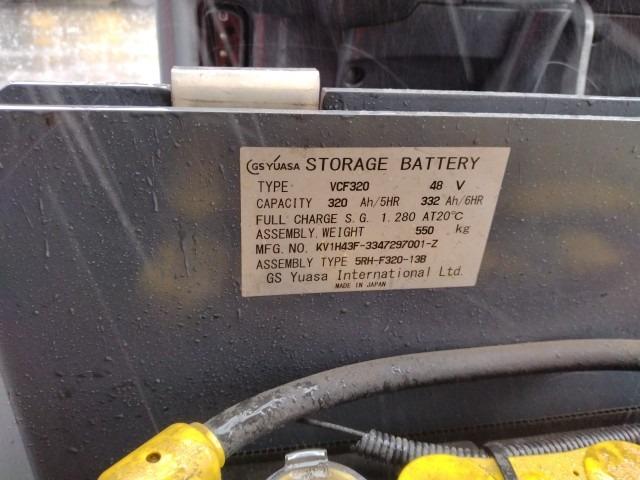 GS YUASA STORAGE BATTERY
TYPE VCF320 48 V
CAPACITY 320 Ah/5HR 332 Ah/6HR
FULL CHARGE S.G. 1.280 AT20℃
ASSEMBLY.WEIGHT 550 kg
MFG.NO. KV1H43F-3347297001-Z
ASSEMBLY TYPE 5RH-F320-13B
GS Yuasa International Ltd.
MADE IN JAPAN